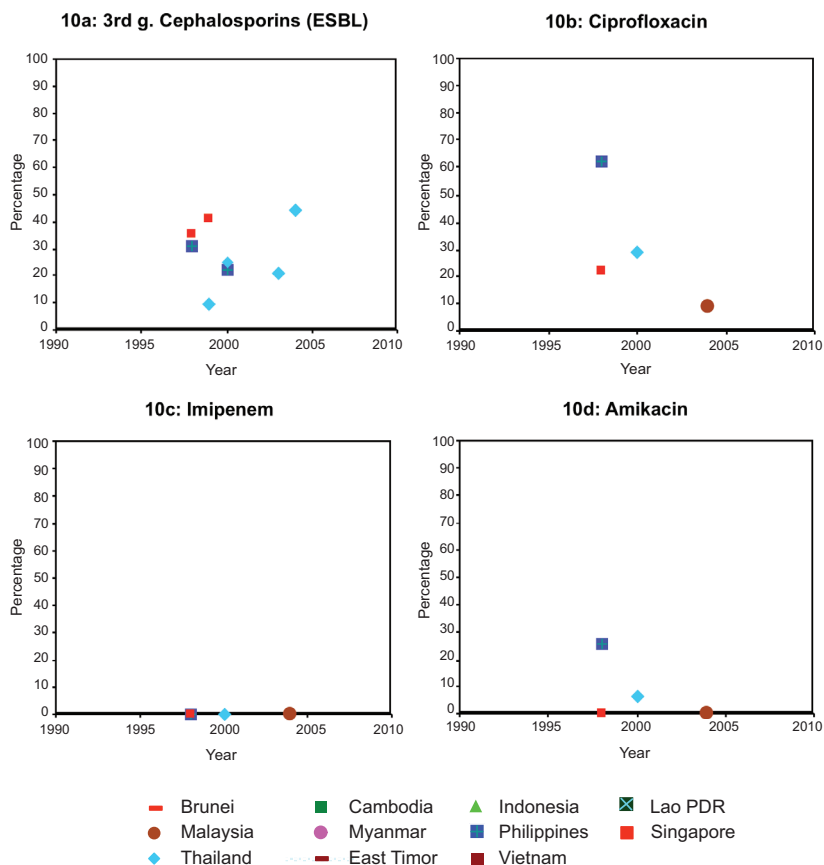 10a: 3rd g. Cephalosporins (ESBL)
100
90
80
70
60
50
40
30
20
10
0
Percentage
1990 1995 2000 2005 2010
Year
10b: Ciprofloxacin
100
90
80
70
60
50
40
30
20
10
0
Percentage
1990 1995 2000 2005 2010
Year
10c: Imipenem
100
90
80
70
60
50
40
30
20
10
0
Percentage
1990 1995 2000 2005 2010
Year
10d: Amikacin
100
90
80
70
60
50
40
30
20
10
0
Percentage
1990 1995 2000 2005 2010
Year
Brunei Cambodia Indonesia Lao PDR
Malaysia Myanmar Philippines Singapore
Thailand East Timor Vietnam